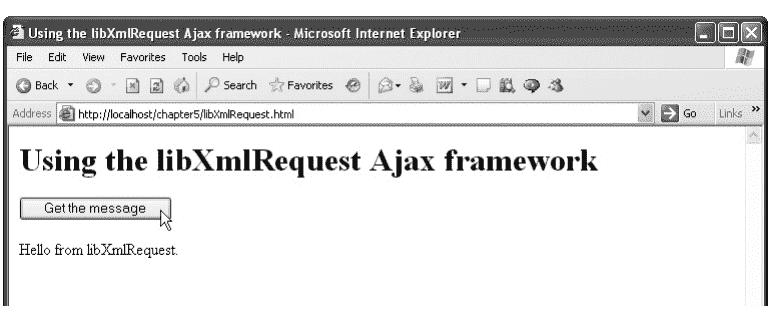 Using the libXmlRequest Ajax framework - Microsoft Internet Explorer
File Edit View Favorites Tools Help
Back Search Favorites
Address http://localhost/chapter5/libXmlRequest.html Go Links »
Using the libXmlRequest Ajax framework
Get the message
Hello from libXmlRequest.